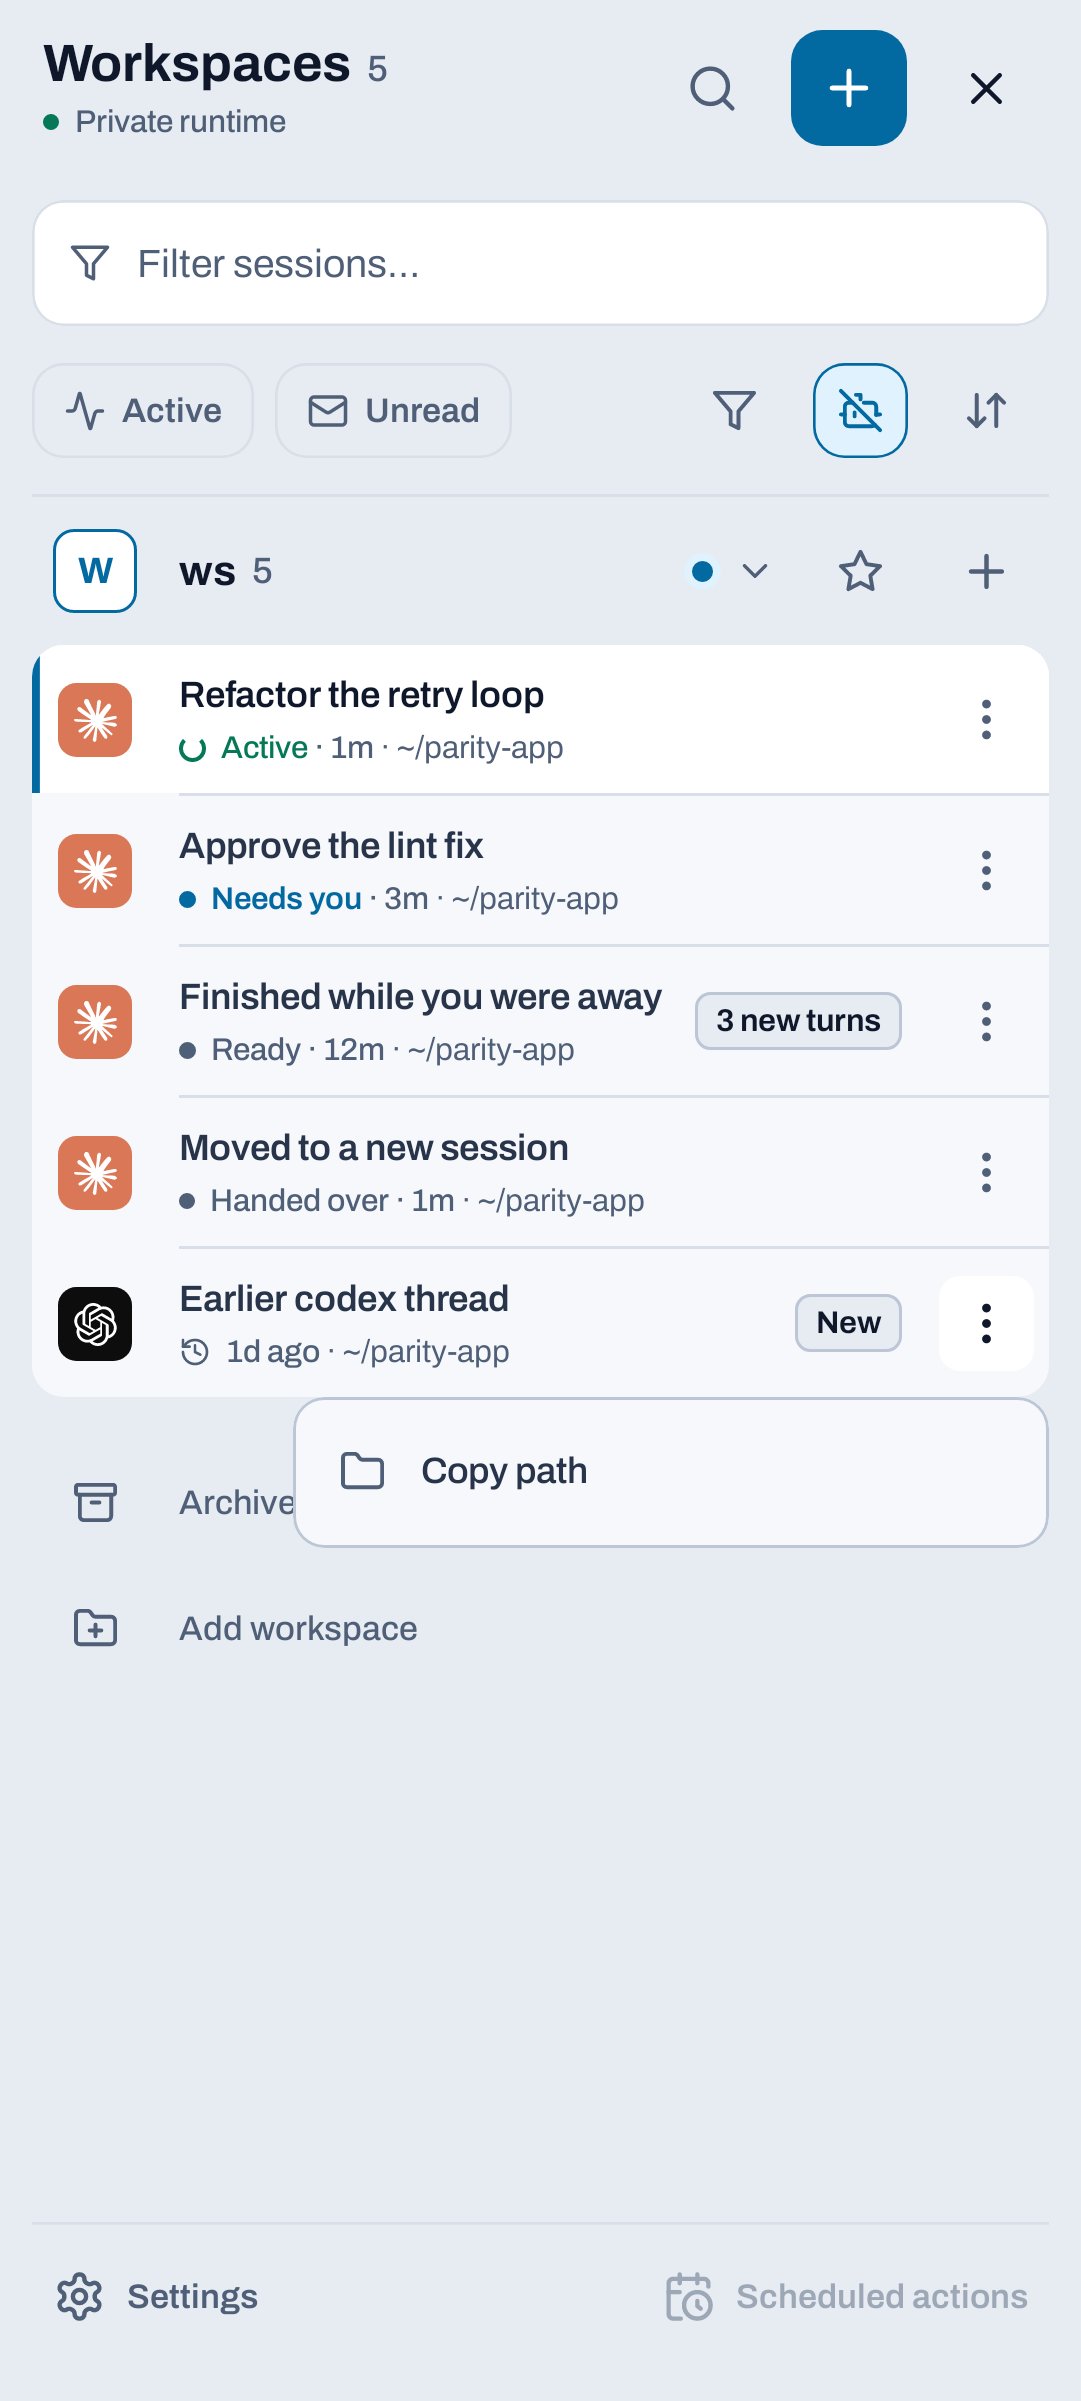 Workspaces 5
Private runtime
Filter sessions...
Active
Unread
W
ws 5
Refactor the retry loop
Active · 1m · ~/parity-app
Approve the lint fix
Needs you · 3m · ~/parity-app
Finished while you were away
3 new turns
Ready · 12m · ~/parity-app
Moved to a new session
Handed over · 1m · ~/parity-app
Earlier codex thread
New
1d ago · ~/parity-app
Copy path
Archive
Add workspace
Settings
Scheduled actions